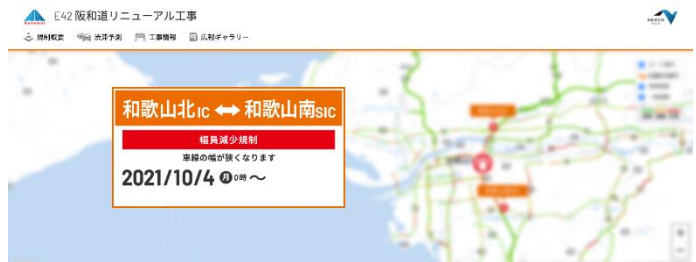 E42 阪和道リニューアル工事
規制概要 渋滞予測 工事情報 広報ギャラリー
和歌山北IC ↔ 和歌山南SIC
幅員減少規制
車線の幅が狭くなります
2021/10/4 月 0時 〜